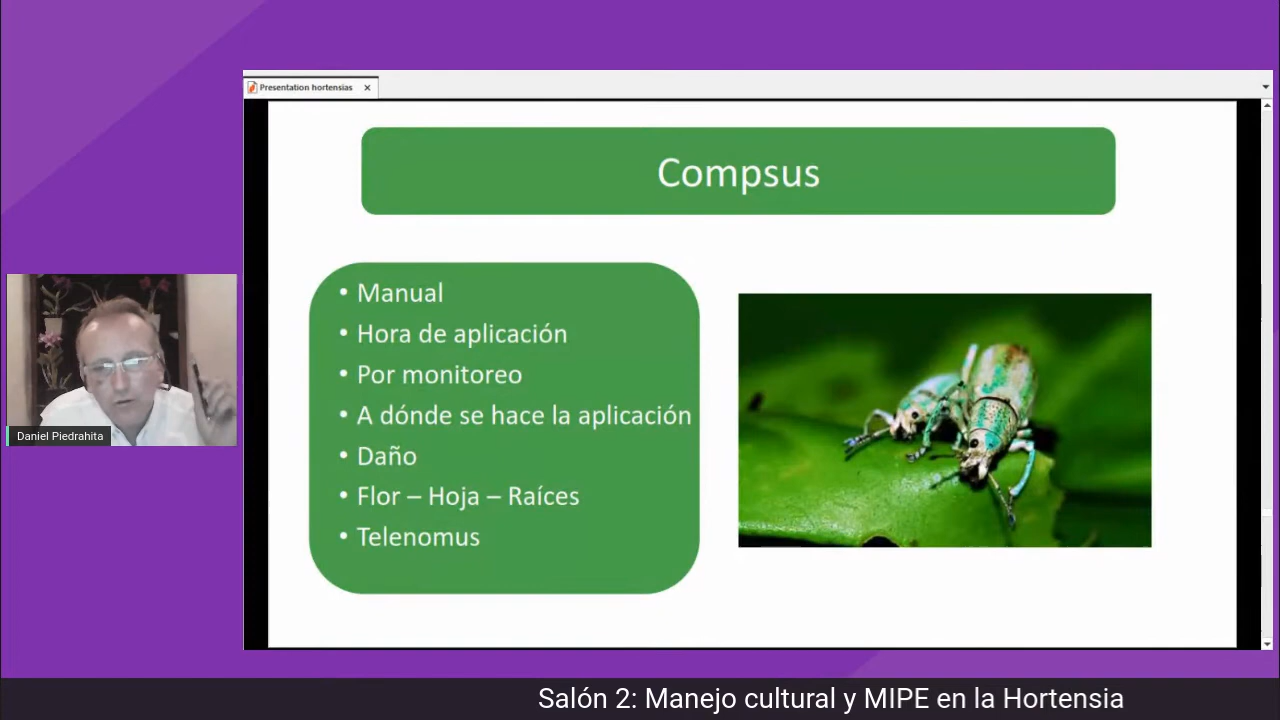 Presentation hortensias
Compsus
• Manual
• Hora de aplicación
• Por monitoreo
• A dónde se hace la aplicación
• Daño
• Flor – Hoja – Raíces
• Telenomus
Daniel Piedrahita
Salón 2: Manejo cultural y MIPE en la Hortensia